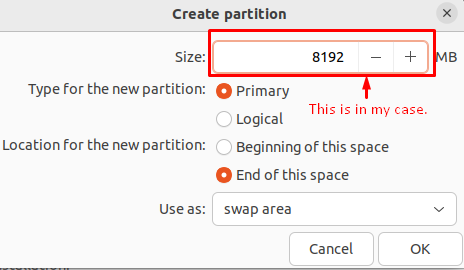 Create partition
Size: 8192 — + MB
Type for the new partition: Primary
This is in my case.
Logical
Location for the new partition: Beginning of this space
End of this space
Use as: swap area
Cancel OK